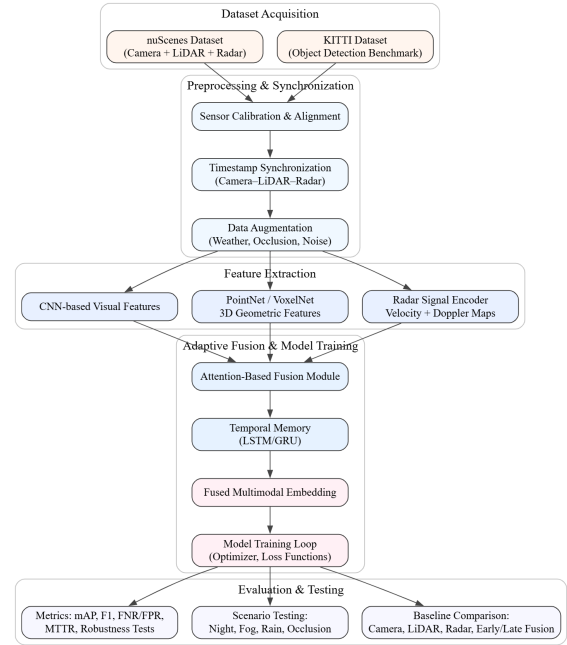 Dataset Acquisition
nuScenes Dataset
(Camera + LiDAR + Radar)
KITTI Dataset
(Object Detection Benchmark)
Preprocessing & Synchronization
Sensor Calibration & Alignment
Timestamp Synchronization
(Camera–LiDAR–Radar)
Data Augmentation
(Weather, Occlusion, Noise)
Feature Extraction
CNN-based Visual Features
PointNet / VoxelNet
3D Geometric Features
Radar Signal Encoder
Velocity + Doppler Maps
Adaptive Fusion & Model Training
Attention-Based Fusion Module
Temporal Memory
(LSTM/GRU)
Fused Multimodal Embedding
Model Training Loop
(Optimizer, Loss Functions)
Evaluation & Testing
Metrics: mAP, F1, FNR/FPR,
MTTR, Robustness Tests
Scenario Testing:
Night, Fog, Rain, Occlusion
Baseline Comparison:
Camera, LiDAR, Radar, Early/Late Fusion